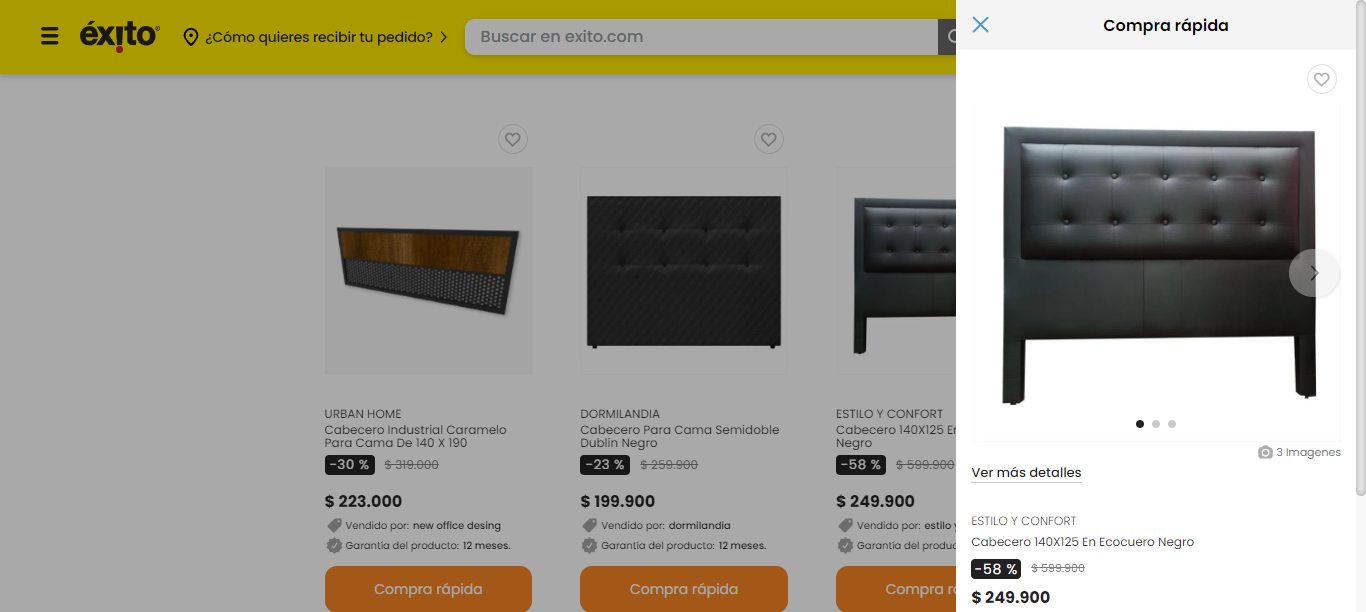 éxito
¿Cómo quieres recibir tu pedido?
Buscar en exito.com
URBAN HOME
Cabecero Industrial Caramelo
Para Cama De 140 X 190
-30 % $ 319.000
$ 223.000
Vendido por: new office desing
Garantía del producto: 12 meses.
Compra rápida
DORMILANDIA
Cabecero Para Cama Semidoble
Dublin Negro
-23 % $ 259.900
$ 199.900
Vendido por: dormilandia
Garantía del producto: 12 meses.
Compra rápida
ESTILO Y CONFORT
Cabecero 140X125 En
Negro
-58 % $ 599.900
$ 249.900
Vendido por: estilo y
Garantía del produc
Compra r
Compra rápida
3 Imagenes
Ver más detalles
ESTILO Y CONFORT
Cabecero 140X125 En Ecocuero Negro
-58 % $ 599.900
$ 249.900